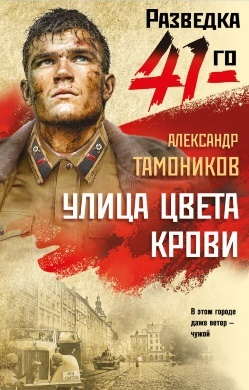 Разведка
41-го
АЛЕКСАНДР
ТАМОНИКОВ
УЛИЦА ЦВЕТА
КРОВИ
В этом городе
даже ветер –
чужой